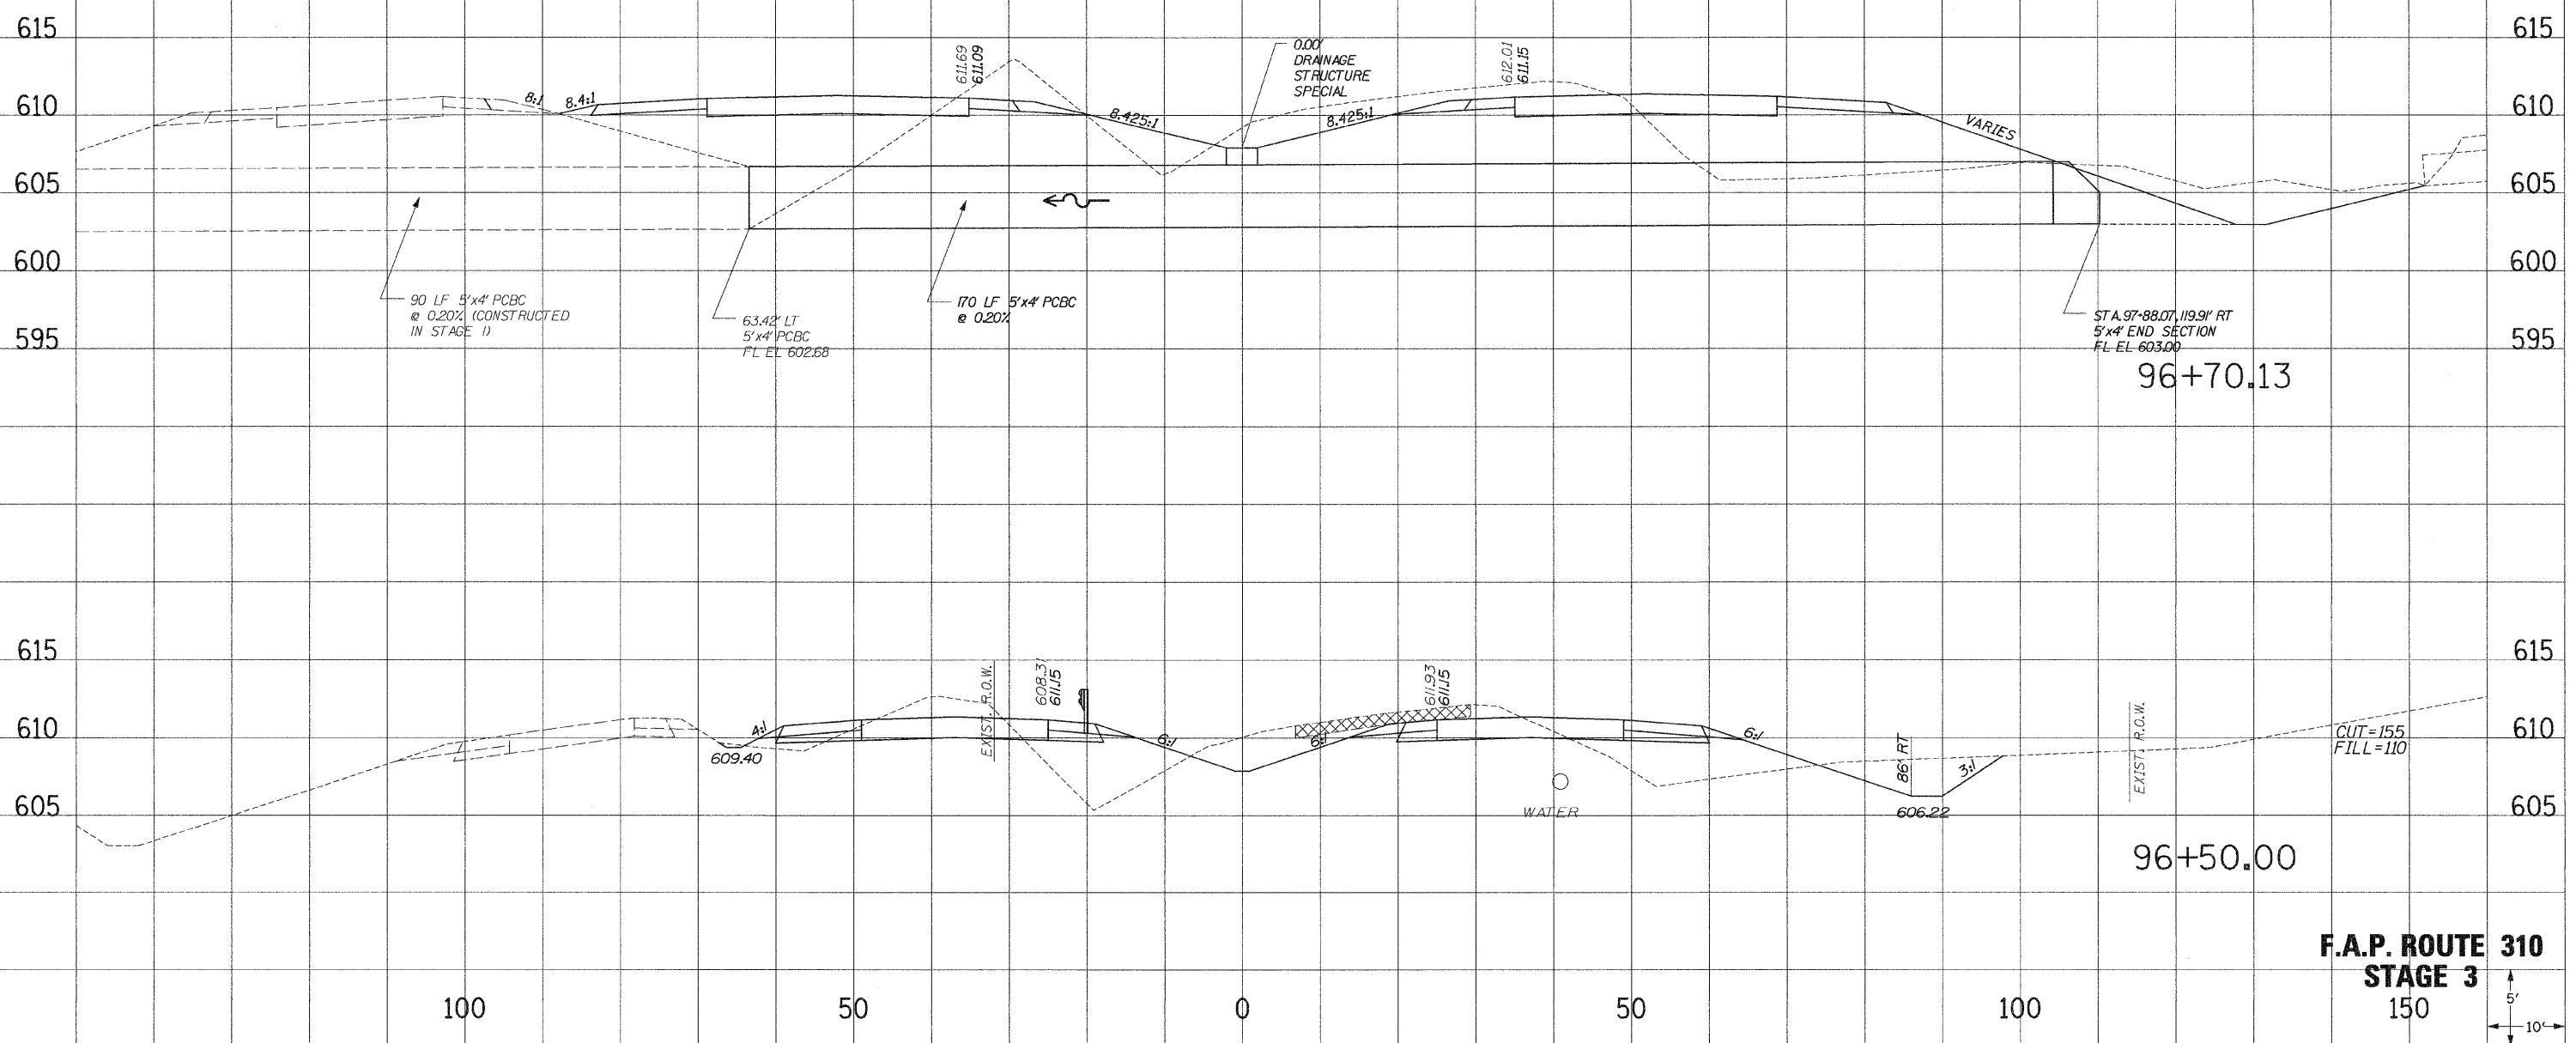 615
615
610
610
605
605
600
600
595
595
611.69
611.09
0.00'
DRAINAGE
STRUCTURE
SPECIAL
612.01
611.15
8:1
8.4:1
8.425:1
8.425:1
VARIES
90 LF 5'x4' PCBC
@ 0.20% (CONSTRUCTED
IN STAGE 1)
63.42' LT
5'x4' PCBC
FL EL 602.68
170 LF 5'x4' PCBC
@ 0.20%
STA.97+88.07,119.91' RT
5'x4' END SECTION
FL EL 603.00
96+70.13
615
615
610
610
605
605
4:1
609.40
EXIST. R.O.W.
608.31
611.15
6:1
6:1
611.93
611.15
WATER
6:1
86' RT
606.22
3:1
EXIST. R.O.W.
CUT=155
FILL=110
96+50.00
F.A.P. ROUTE 310
STAGE 3
100
50
0
50
100
150
5'
10'